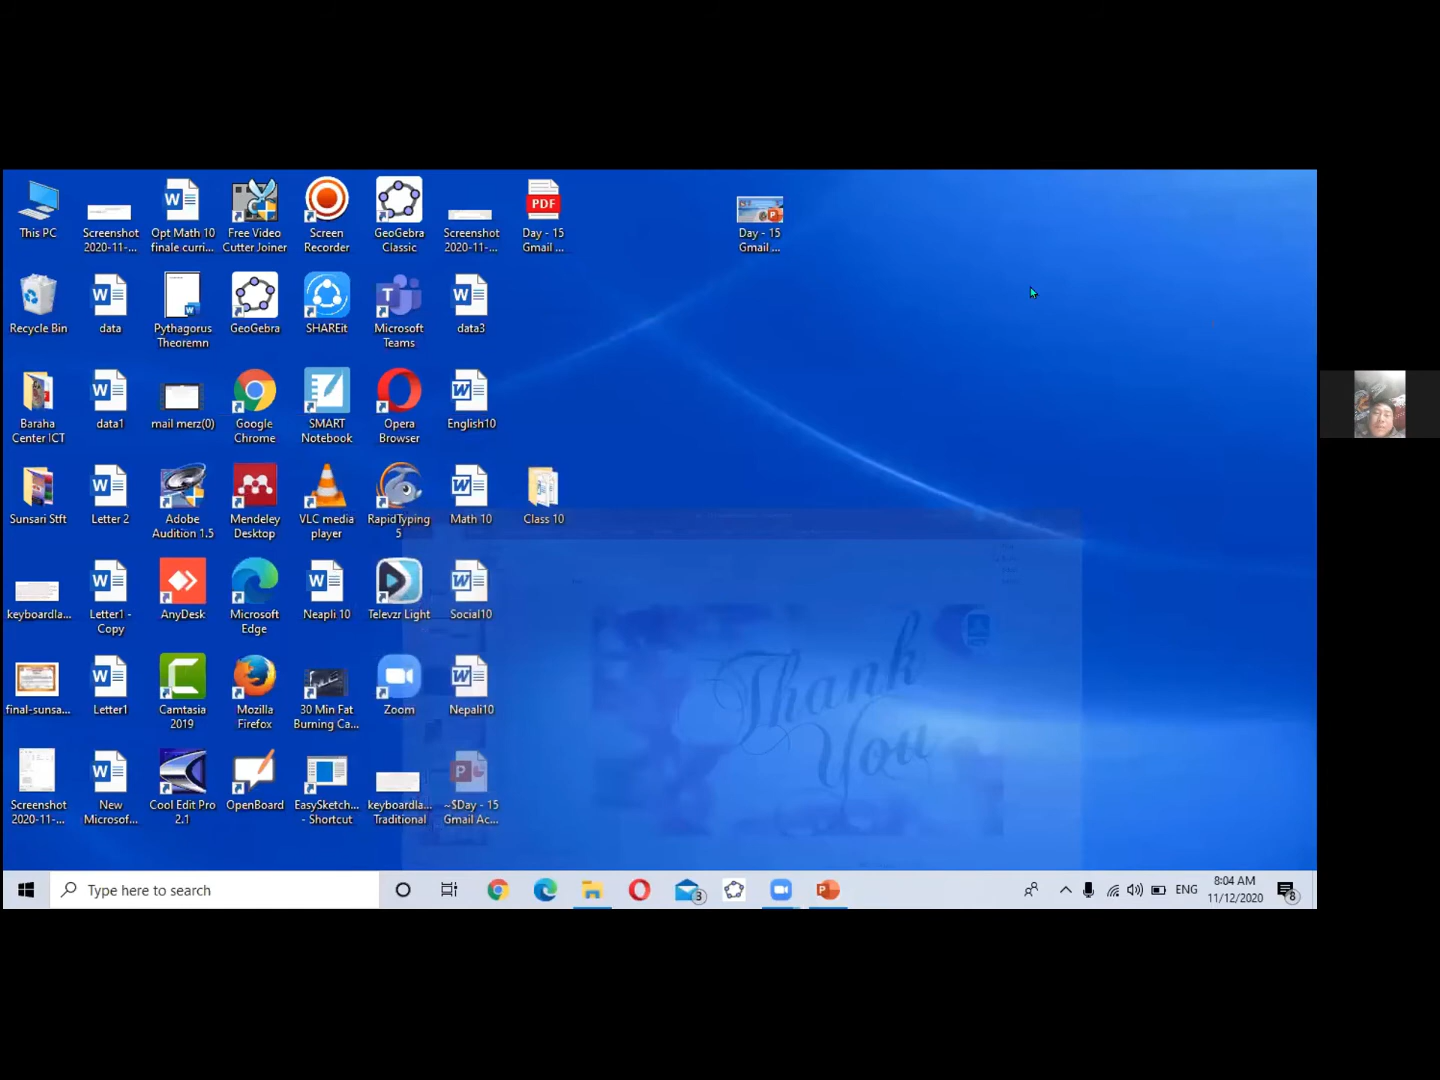 This PC
Screenshot
2020-11-...
Opt Math 10
finale curri...
Free Video
Cutter Joiner
Screen
Recorder
GeoGebra
Classic
Screenshot
2020-11-...
PDF
Day - 15
Gmail ...
Day - 15
Gmail ...
Recycle Bin
data
Pythagorus
Theoremn
GeoGebra
SHAREit
Microsoft
Teams
data3
Baraha
Center ICT
data1
mail merz(0)
Google
Chrome
SMART
Notebook
Opera
Browser
English10
Sunsari Stft
Letter 2
Adobe
Audition 1.5
Mendeley
Desktop
VLC media
player
RapidTyping
5
Math 10
Class 10
keyboardla...
Letter1 -
Copy
AnyDesk
Microsoft
Edge
Neapli 10
Televzr Light
Social10
final-sunsa...
Letter1
Camtasia
2019
Mozilla
Firefox
30 Min Fat
Burning Ca...
Zoom
Nepali10
Thank
You
Screenshot
2020-11-...
New
Microsof...
Cool Edit Pro
2.1
OpenBoard
EasySketch...
- Shortcut
keyboardla...
Traditional
~$Day - 15
Gmail Ac...
Type here to search
3
ENG
8:04 AM
11/12/2020
8